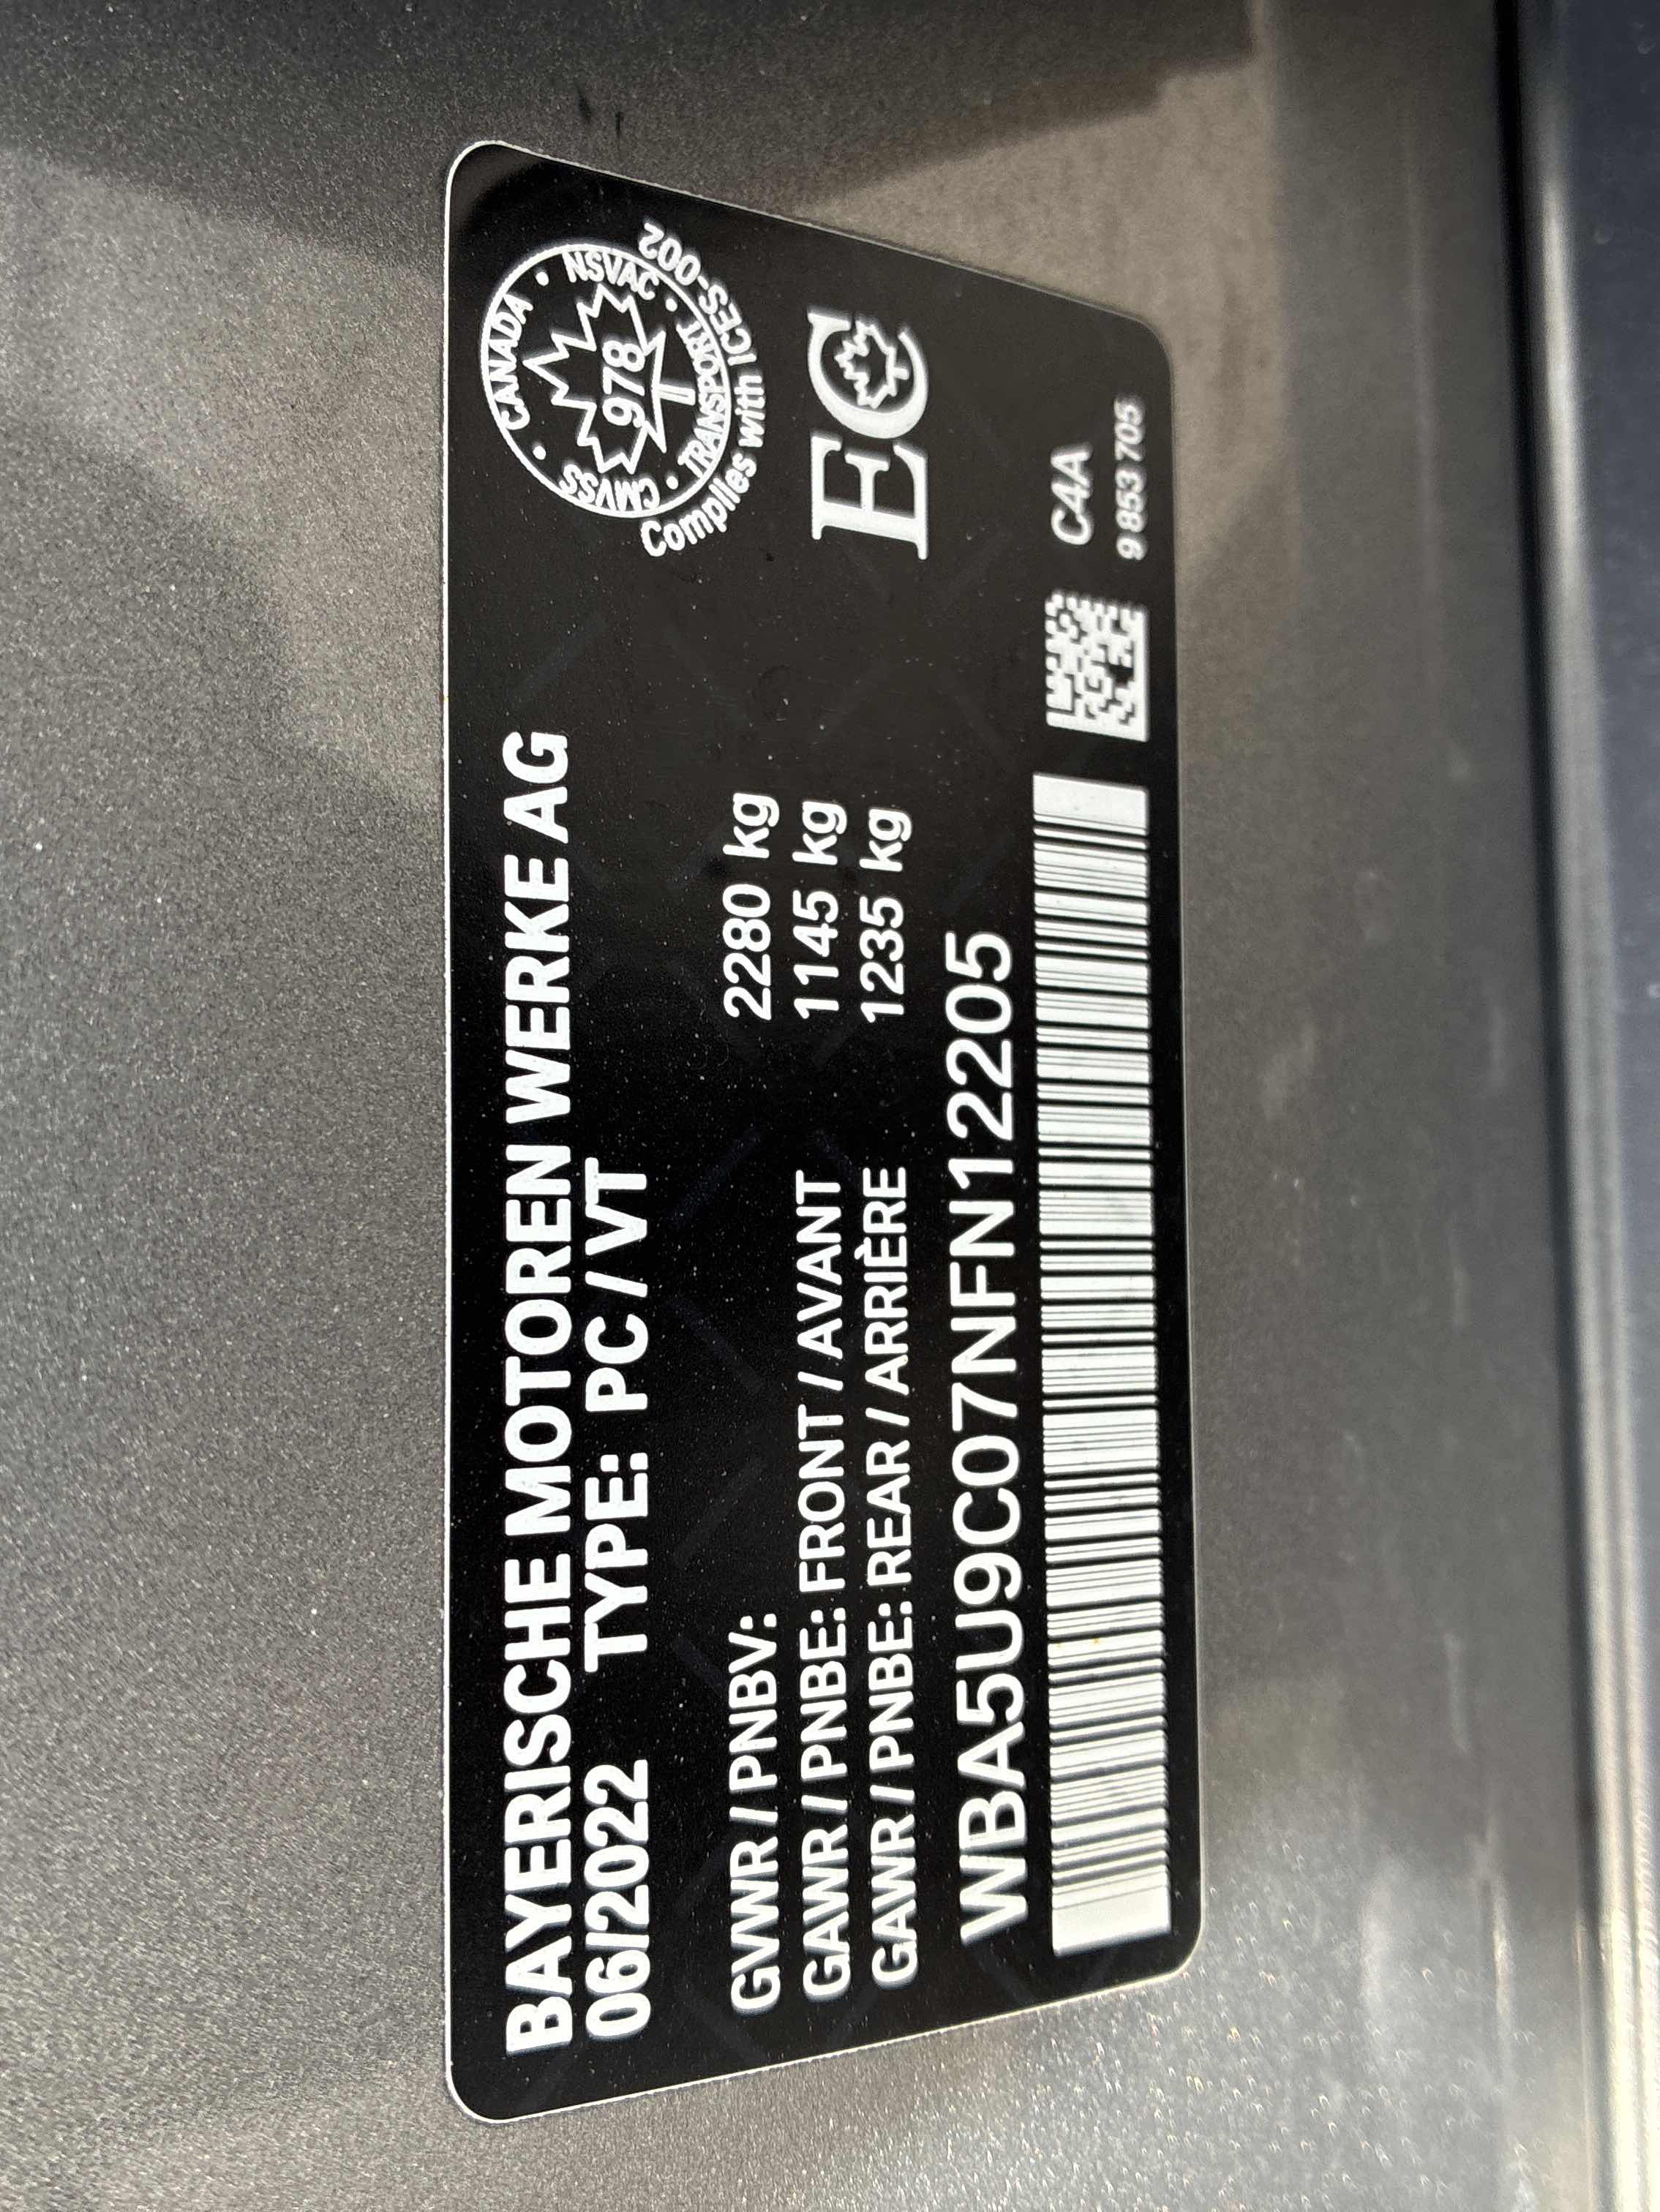 BAYERISCHE MOTOREN WERKE AG
06/2022 TYPE: PC / VT
GVWR / PNBV: 2280 kg
GAWR / PNBE: FRONT / AVANT 1145 kg
GAWR / PNBE: REAR / ARRIÈRE 1235 kg
WBA5U9C07NFN12205
CMVSS • CANADA • NSVAC • TRANSPORT •
978
Complies with ICES-002
EC
C4A
9 853 705